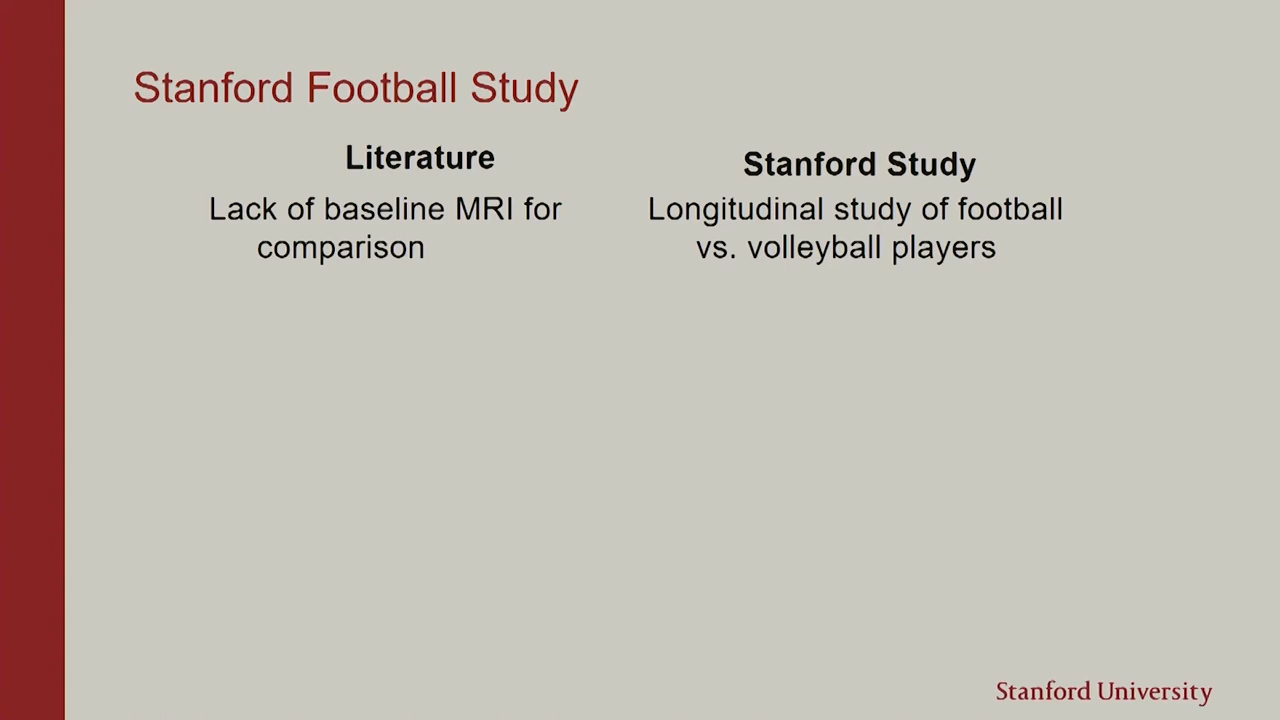 Stanford Football Study
Literature
Lack of baseline MRI for
comparison
Stanford Study
Longitudinal study of football
vs. volleyball players
Stanford University